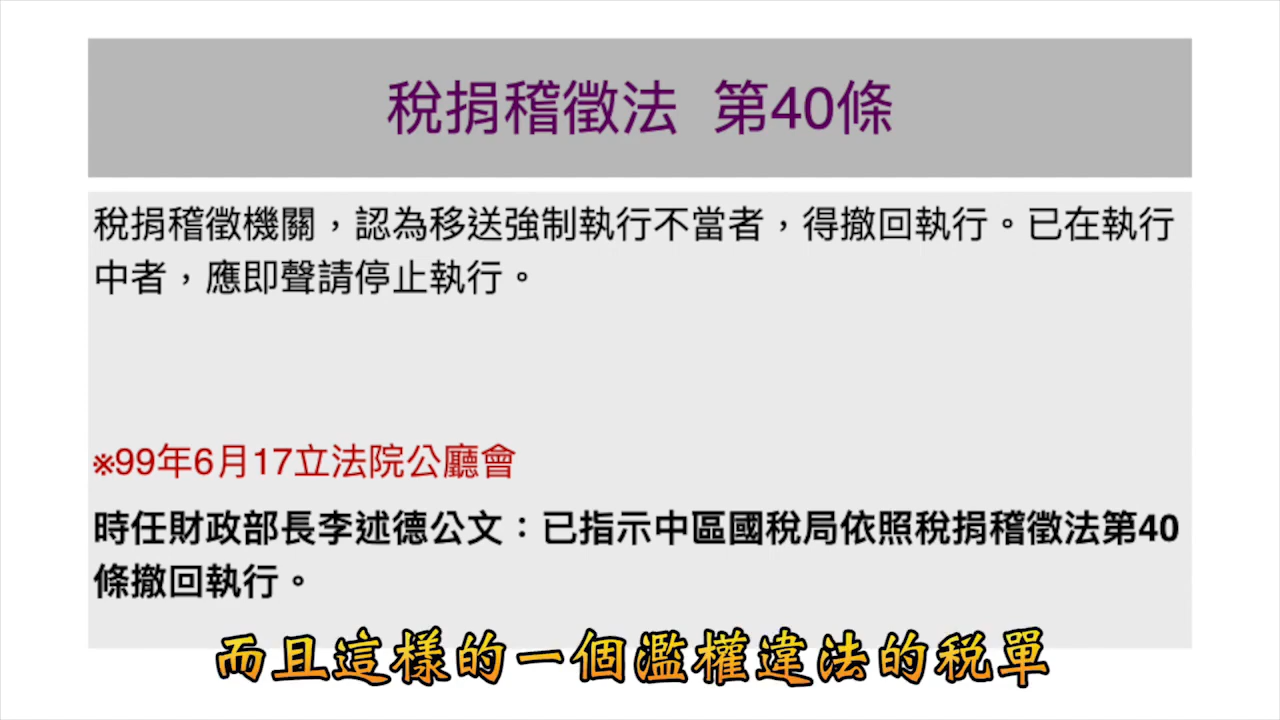 稅捐稽徵法 第40條
稅捐稽徵機關，認為移送強制執行不當者，得撤回執行。已在執行
中者，應即聲請停止執行。
※99年6月17立法院公廳會
時任財政部長李述德公文：已指示中區國稅局依照稅捐稽徵法第40
條撤回執行。
而且這樣的一個濫權違法的稅單